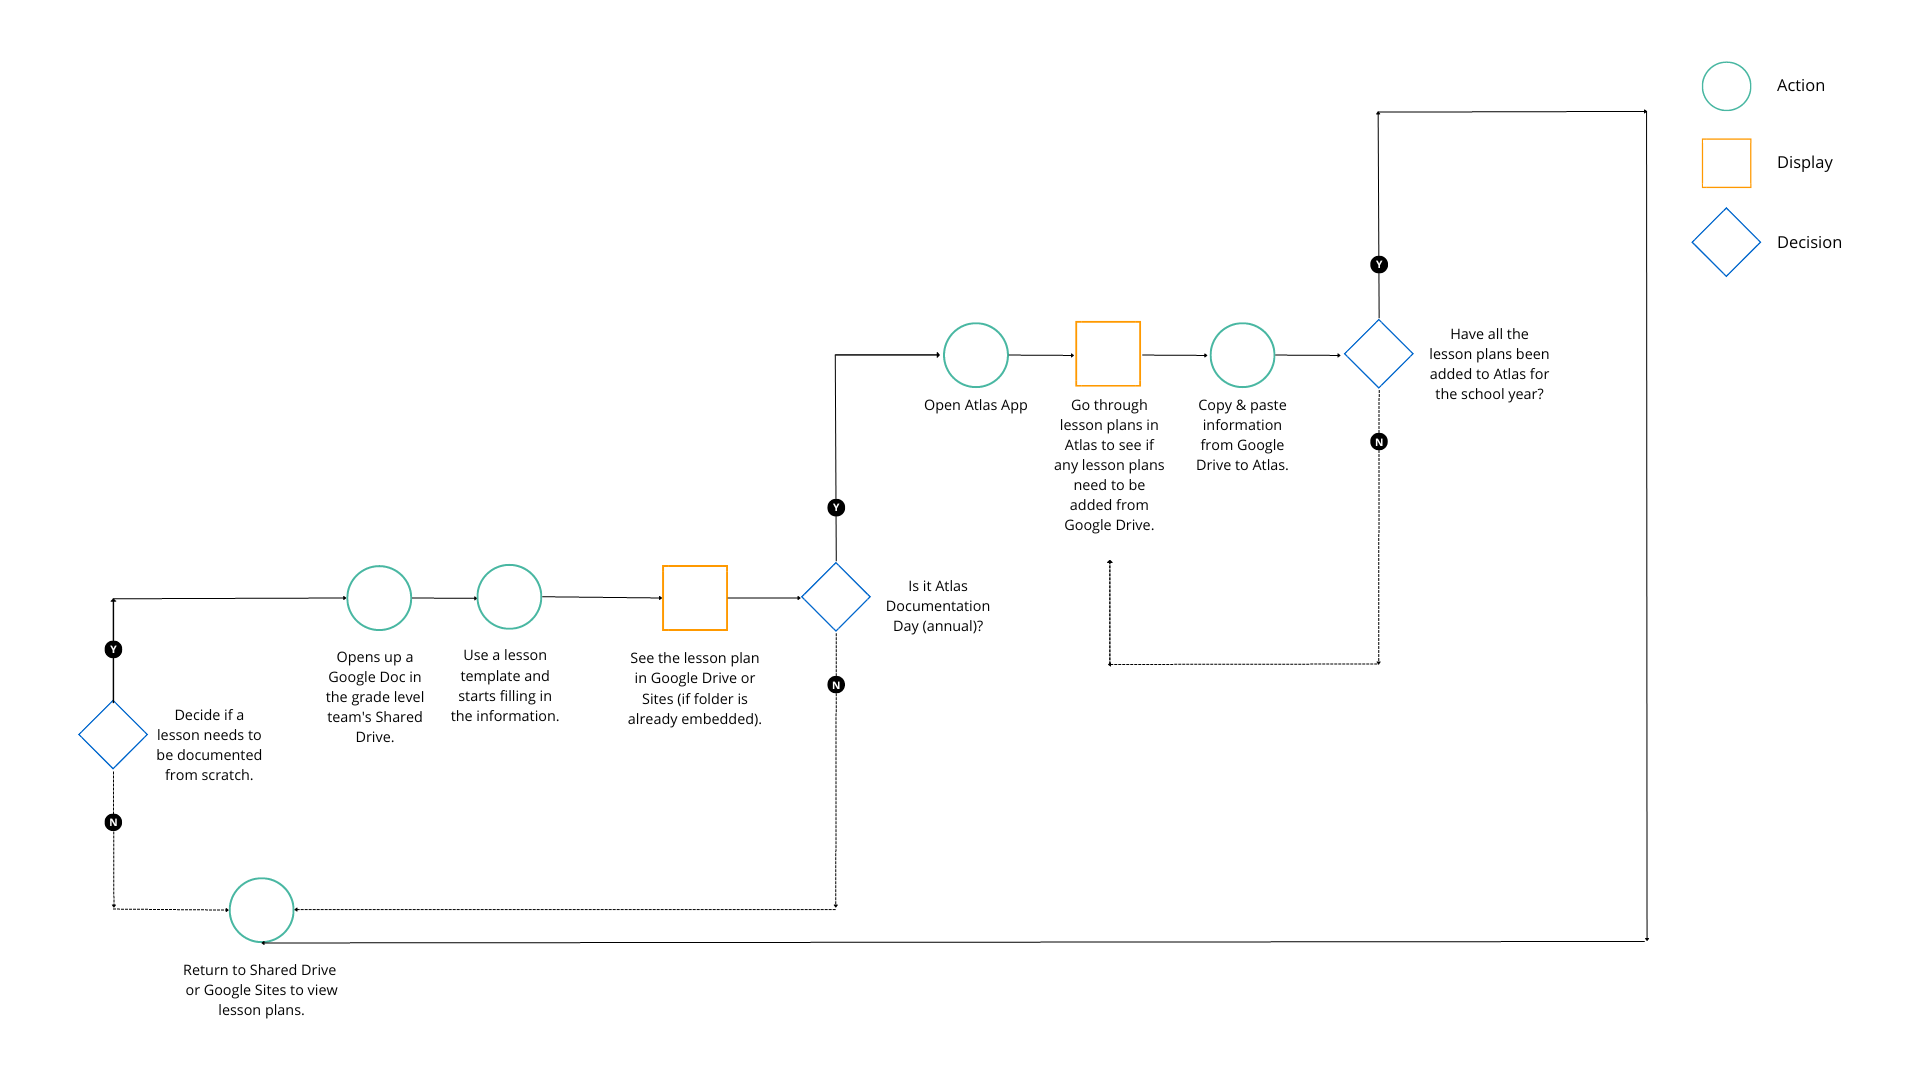 Action
Display
Decision
Y
Have all the
lesson plans been
added to Atlas for
the school year?
N
Open Atlas App
Go through
lesson plans in
Atlas to see if
any lesson plans
need to be
added from
Google Drive.
Copy & paste
information
from Google
Drive to Atlas.
Y
Is it Atlas
Documentation
Day (annual)?
N
Y
Decide if a
lesson needs to
be documented
from scratch.
N
Opens up a
Google Doc in
the grade level
team's Shared
Drive.
Use a lesson
template and
starts filling in
the information.
See the lesson plan
in Google Drive or
Sites (if folder is
already embedded).
Return to Shared Drive
or Google Sites to view
lesson plans.